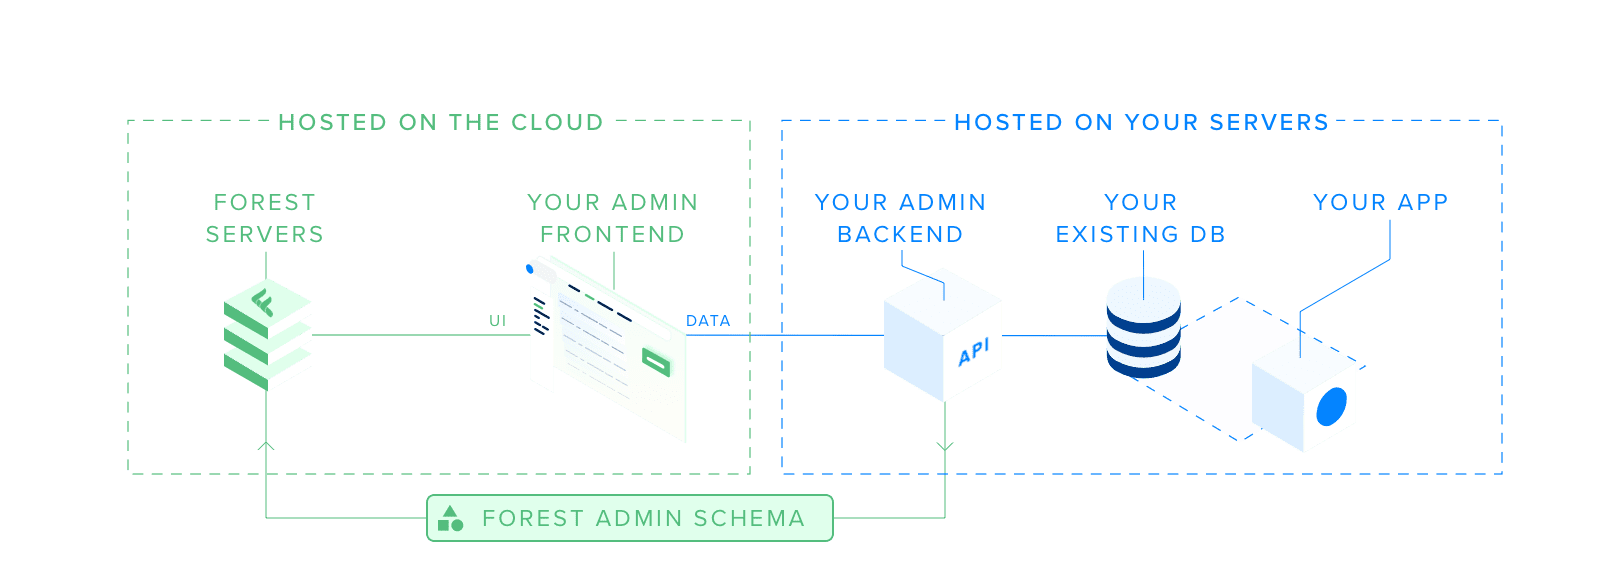 HOSTED ON THE CLOUD
HOSTED ON YOUR SERVERS
FOREST
SERVERS
YOUR ADMIN
FRONTEND
YOUR ADMIN
BACKEND
YOUR
EXISTING DB
YOUR APP
UI
DATA
API
FOREST ADMIN SCHEMA